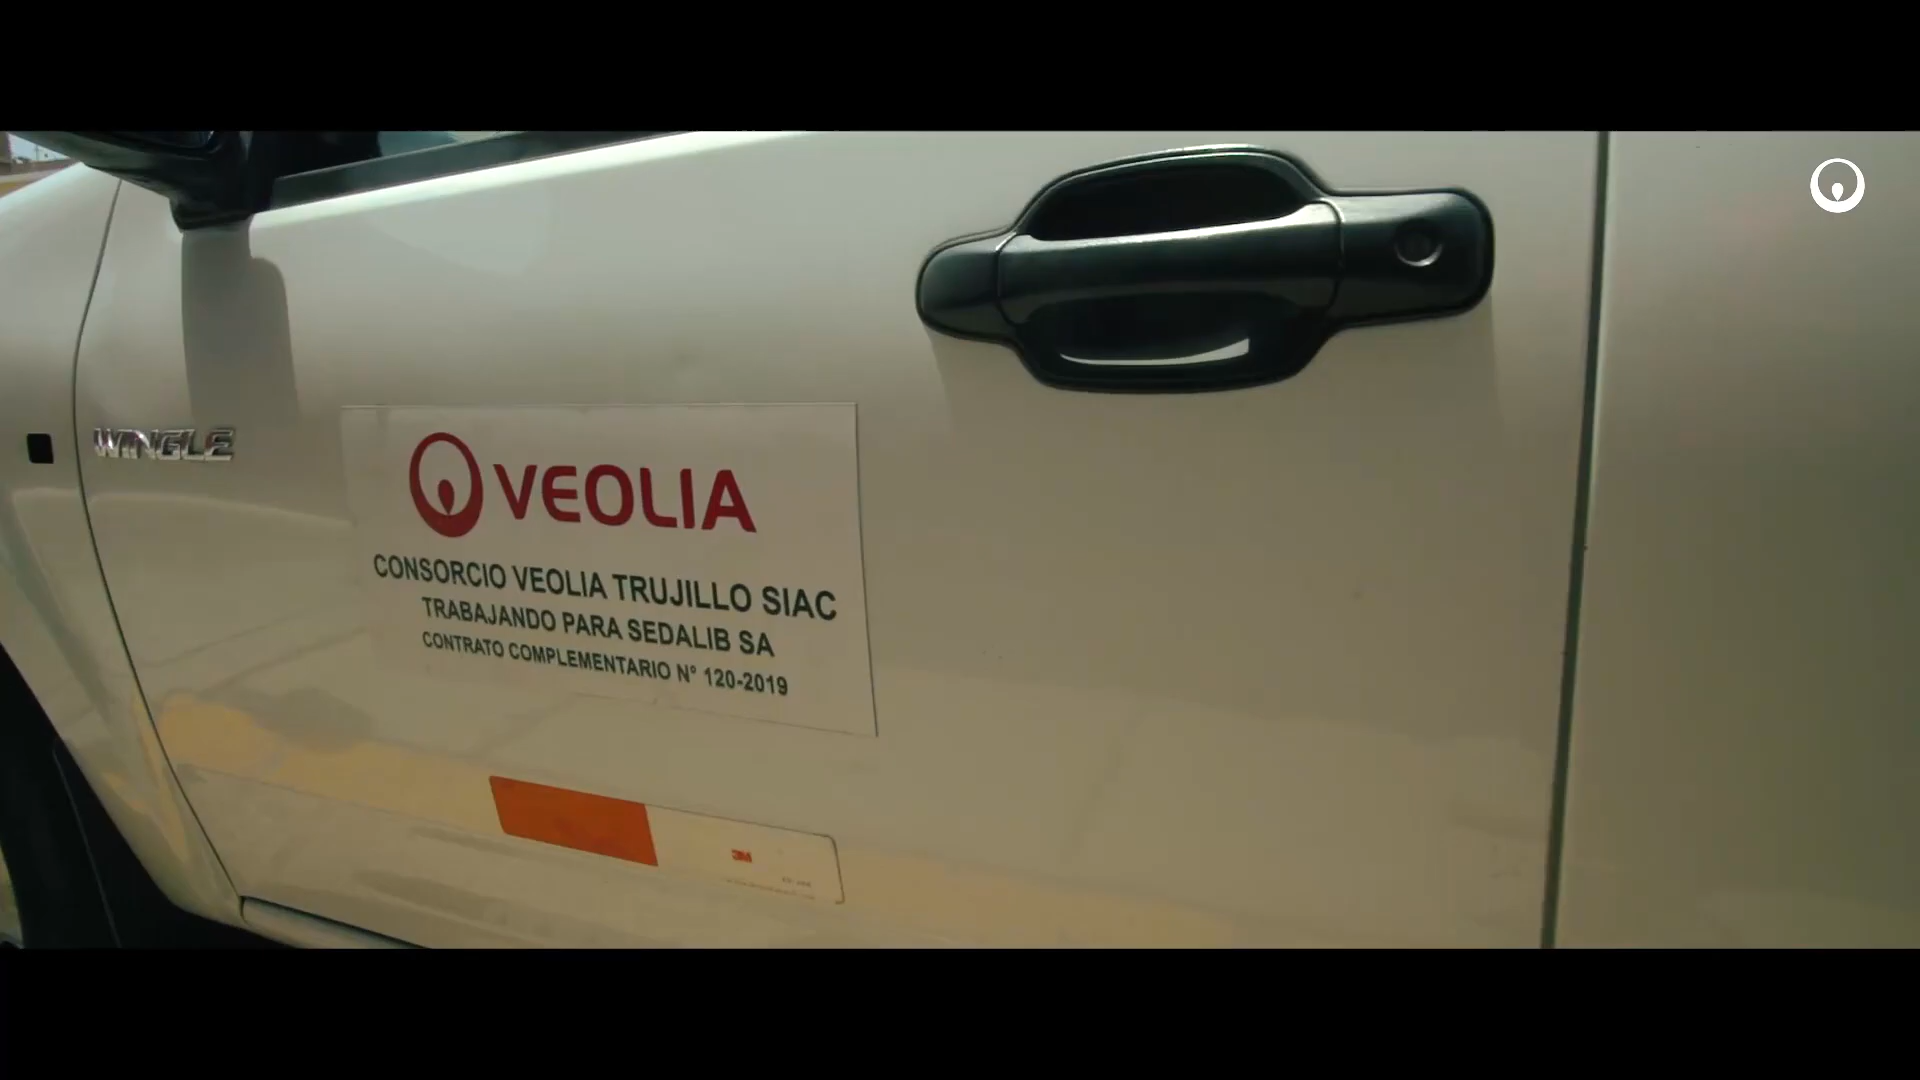 WINGLE
VEOLIA
CONSORCIO VEOLIA TRUJILLO SIAC
TRABAJANDO PARA SEDALIB SA
CONTRATO COMPLEMENTARIO N° 120-2019
3M